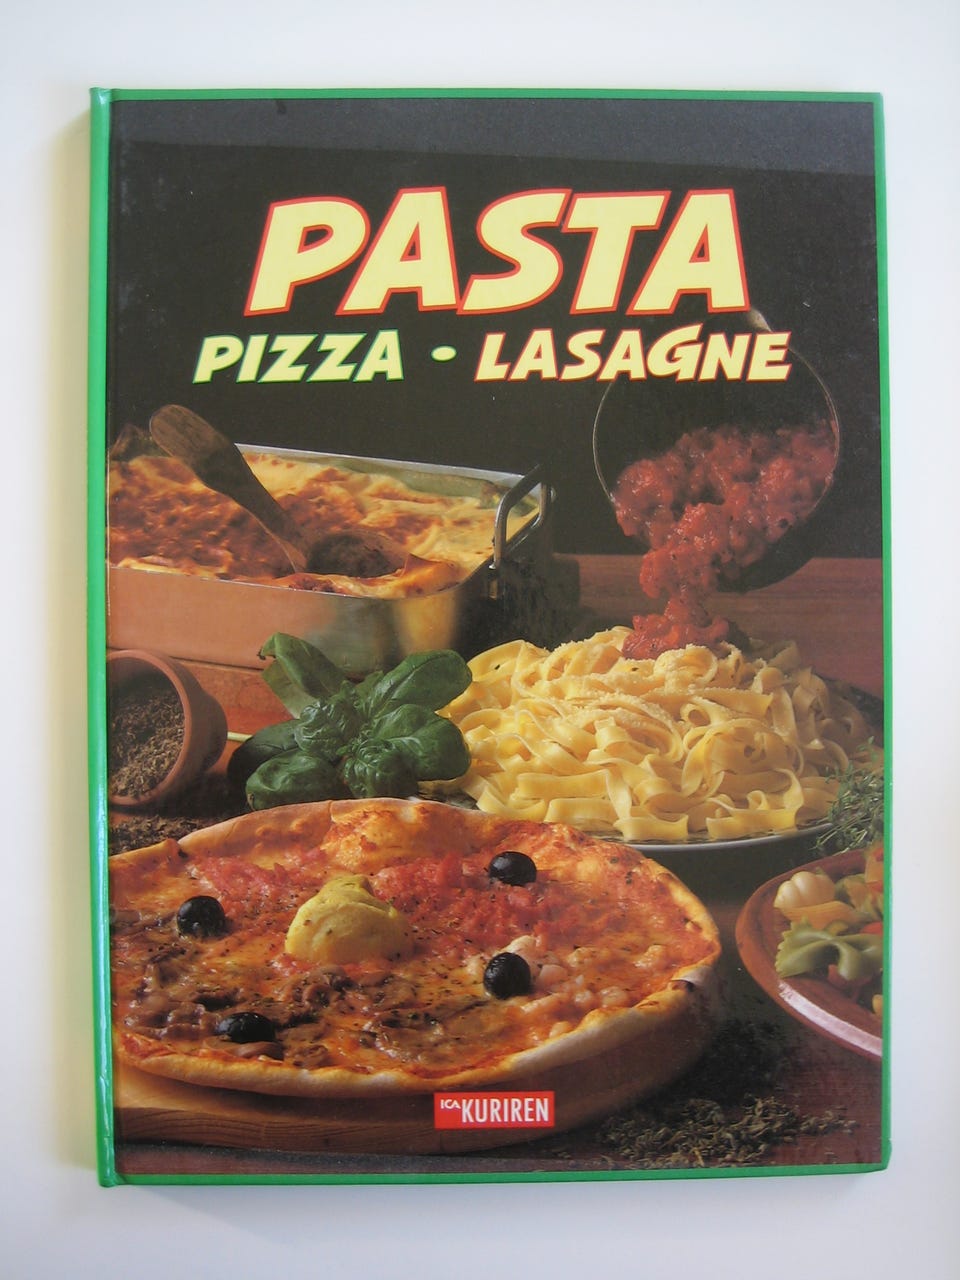 PASTA
PIZZA • LASAGNE
ICA KURIREN